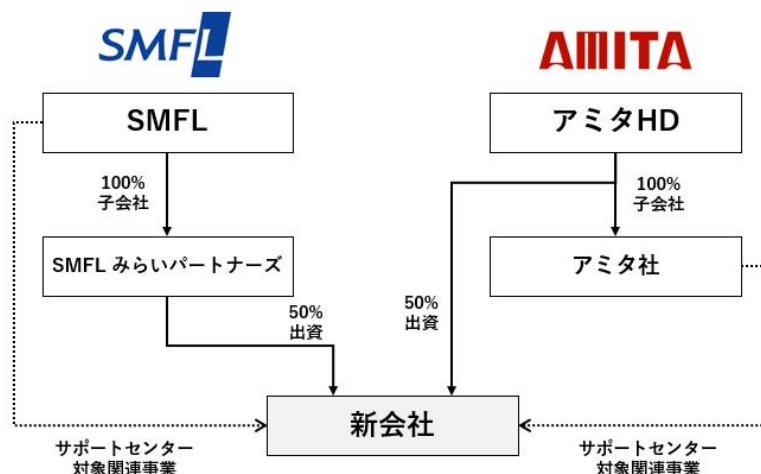 SMFL
AMITA
SMFL
アミタHD
100%
子会社
100%
子会社
SMFL みらいパートナーズ
アミタ社
50%
出資
50%
出資
新会社
サポートセンター
対象関連事業
サポートセンター
対象関連事業